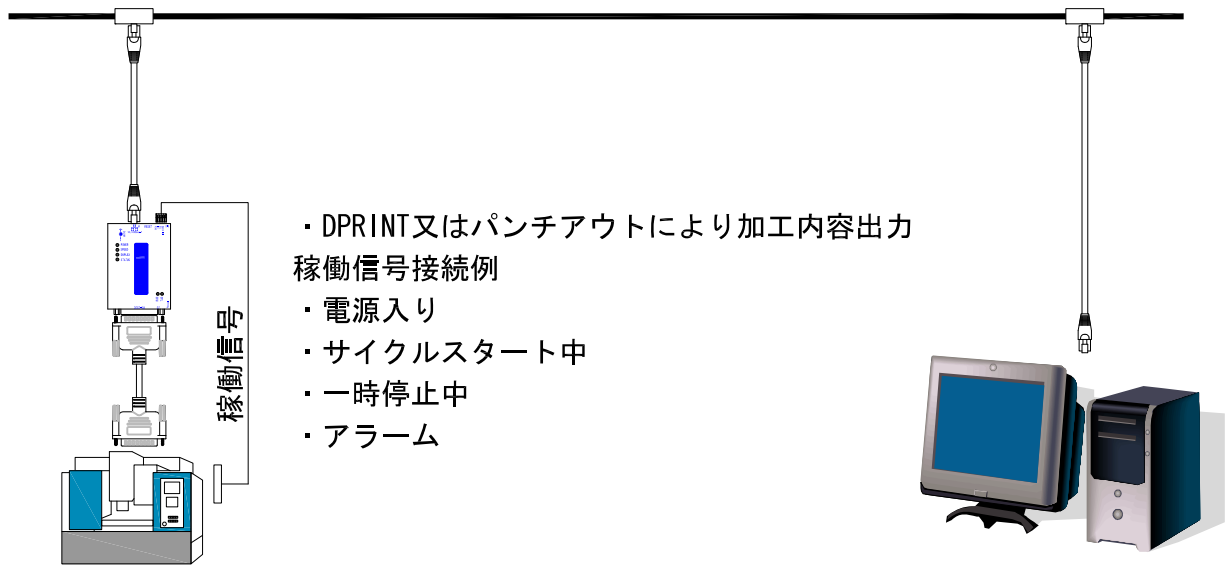 ・DPRINT又はパンチアウトにより加工内容出力
稼働信号接続例
・電源入り
・サイクルスタート中
・一時停止中
・アラーム
稼働信号